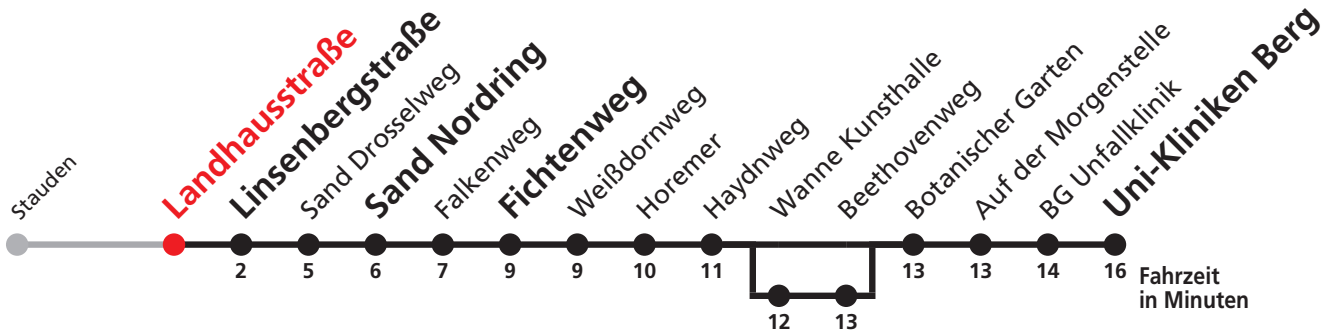 Stauden
Landhausstraße
Linsenbergstraße
Sand Drosselweg
Sand Nordring
Falkenweg
Fichtenweg
Weißdornweg
Horemer
Haydnweg
Wanne Kunsthalle
Beethovenweg
Botanischer Garten
Auf der Morgenstelle
BG Unfallklinik
Uni-Kliniken Berg
2 5 6 7 9 9 10 11 13 13 14 16
Fahrzeit
in Minuten
12 13